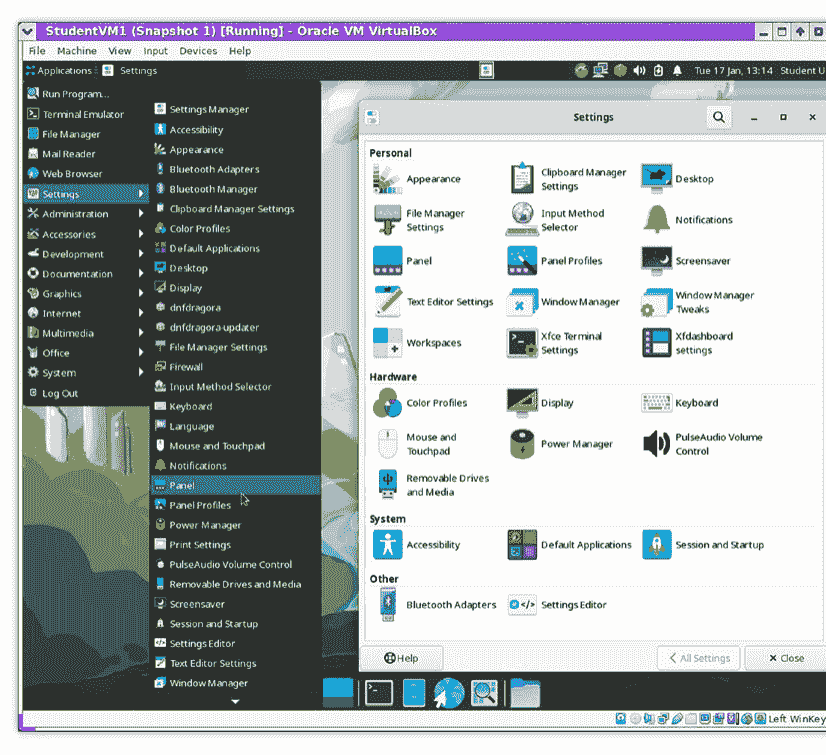 StudentVM1 (Snapshot 1) [Running] - Oracle VM VirtualBox
File Machine View Input Devices Help
Applications Settings
Tue 17 Jan, 13:14 Student U
Run Program...
Terminal Emulator
File Manager
Mail Reader
Web Browser
Settings
Administration
Accessories
Development
Documentation
Graphics
Internet
Multimedia
Office
System
Log Out
Settings Manager
Accessibility
Appearance
Bluetooth Adapters
Bluetooth Manager
Clipboard Manager Settings
Color Profiles
Default Applications
Desktop
Display
dnfdragora
dnfdragora-updater
File Manager Settings
Firewall
Input Method Selector
Keyboard
Language
Mouse and Touchpad
Notifications
Panel
Panel Profiles
Power Manager
Print Settings
PulseAudio Volume Control
Removable Drives and Media
Screensaver
Session and Startup
Settings Editor
Text Editor Settings
Window Manager
Settings
Personal
Appearance
Clipboard Manager
Settings
Desktop
File Manager
Settings
Input Method
Selector
Notifications
Panel
Panel Profiles
Screensaver
Text Editor Settings
Window Manager
Window Manager
Tweaks
Workspaces
Xfce Terminal
Settings
Xfdashboard
settings
Hardware
Color Profiles
Display
Keyboard
Mouse and
Touchpad
Power Manager
PulseAudio Volume
Control
Removable Drives
and Media
System
Accessibility
Default Applications
Session and Startup
Other
Bluetooth Adapters
Settings Editor
Help
All Settings
Close
Left WinKey